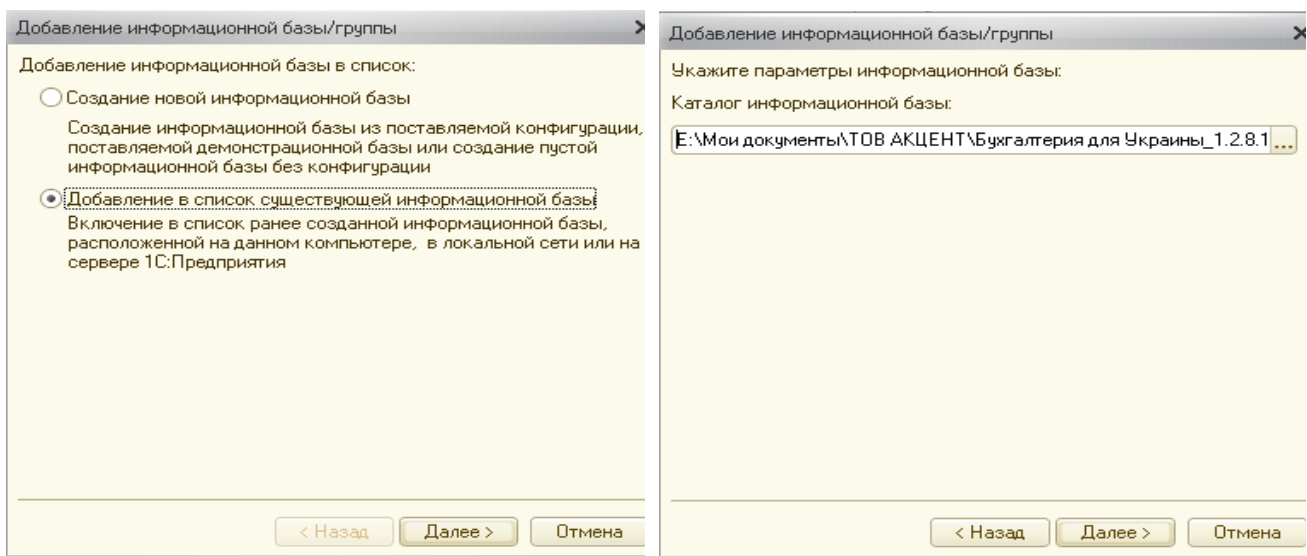 Добавление информационной базы/группы
Добавление информационной базы в список:
Создание новой информационной базы
Создание информационной базы из поставляемой конфигурации,
поставляемой демонстрационной базы или создание пустой
информационной базы без конфигурации
Добавление в список существующей информационной базы
Включение в список ранее созданной информационной базы,
расположенной на данном компьютере, в локальной сети или на
сервере 1С:Предприятия
< Назад
Далее >
Отмена
Добавление информационной базы/группы
Укажите параметры информационной базы:
Каталог информационной базы:
E:\Мои документы\ТОВ АКЦЕНТ\Бухгалтерия для Украины_1.2.8.1
...
< Назад
Далее >
Отмена